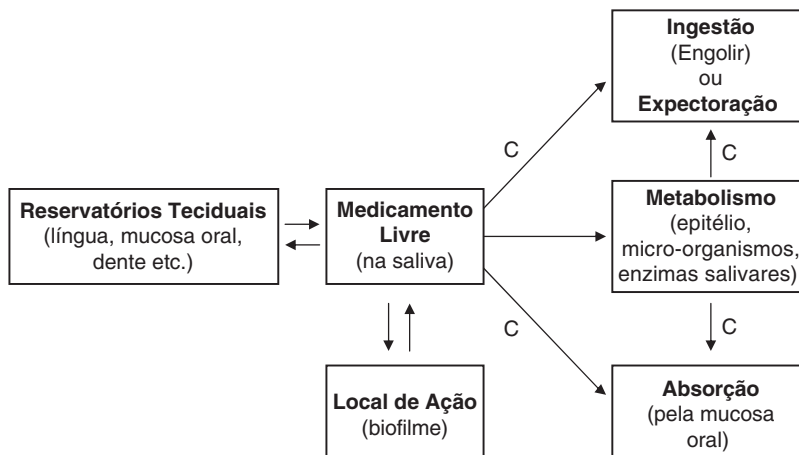 Ingestão
(Engolir)
ou
Expectoração
C
C
Reservatórios Teciduais
(língua, mucosa oral,
dente etc.)
Medicamento
Livre
(na saliva)
Metabolismo
(epitélio,
micro-organismos,
enzimas salivares)
C
C
Local de Ação
(biofilme)
Absorção
(pela mucosa
oral)